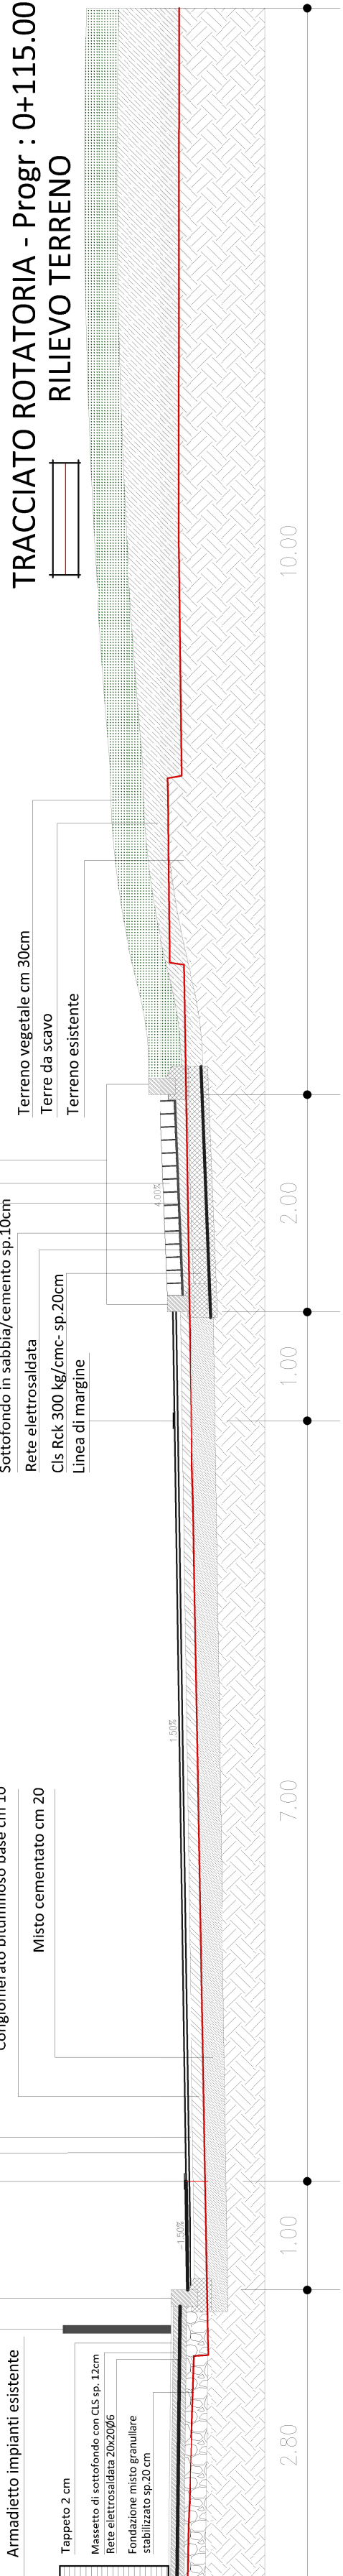 TRACCIATO ROTATORIA - Progr : 0+115.00
RILIEVO TERRENO
Terreno vegetale cm 30cm
Terre da scavo
Terreno esistente
Sottofondo in sabbia/cemento sp.10cm
Rete elettrosaldata
Cls Rck 300 kg/cmc- sp.20cm
Linea di margine
Conglomerato bituminoso base cm 10
Misto cementato cm 20
Armadietto impianti esistente
Tappeto 2 cm
Massetto di sottofondo con CLS sp. 12cm
Rete elettrosaldata 20x20Ø6
Fondazione misto granullare
stabilizzato sp.20 cm
-1.50%
1.50%
4.00%
2.80
1.00
7.00
1.00
2.00
10.00